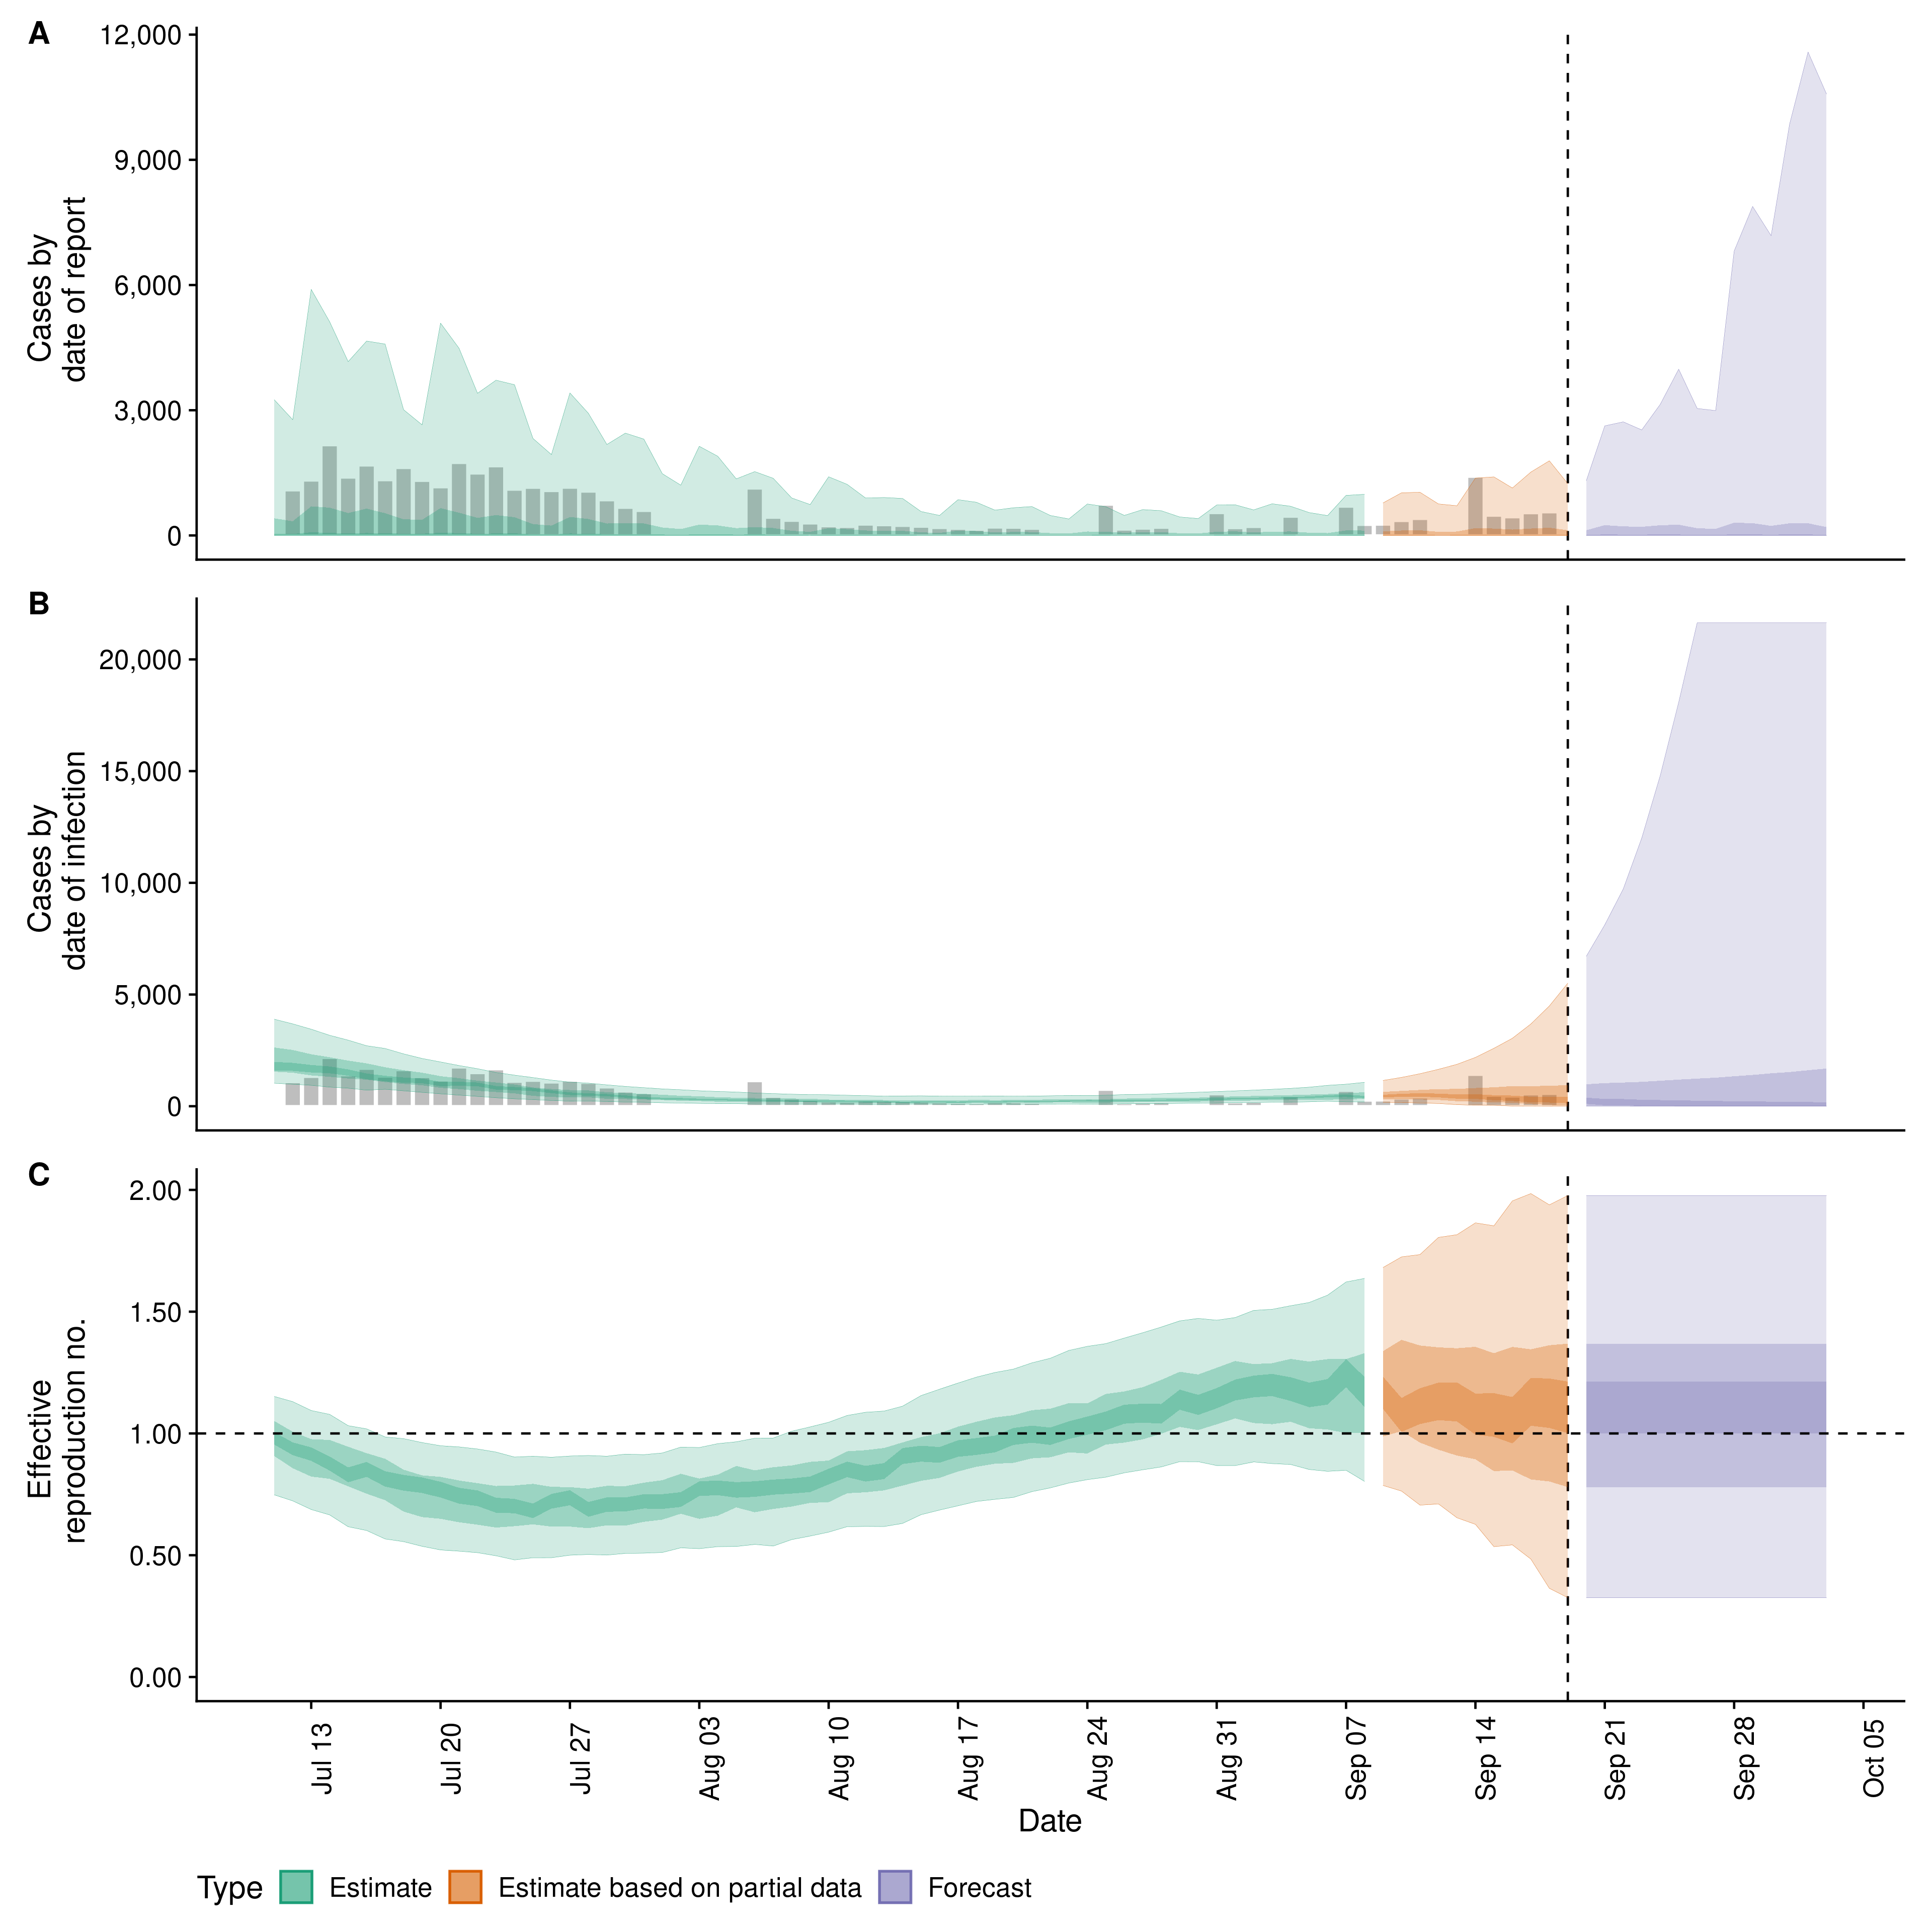 A
12,000
9,000
6,000
3,000
0
Cases by
date of report
B
20,000
15,000
10,000
5,000
0
Cases by
date of infection
C
2.00
1.50
1.00
0.50
0.00
Effective
reproduction no.
Jul 13
Jul 20
Jul 27
Aug 03
Aug 10
Aug 17
Aug 24
Aug 31
Sep 07
Sep 14
Sep 21
Sep 28
Oct 05
Date
Type Estimate Estimate based on partial data Forecast